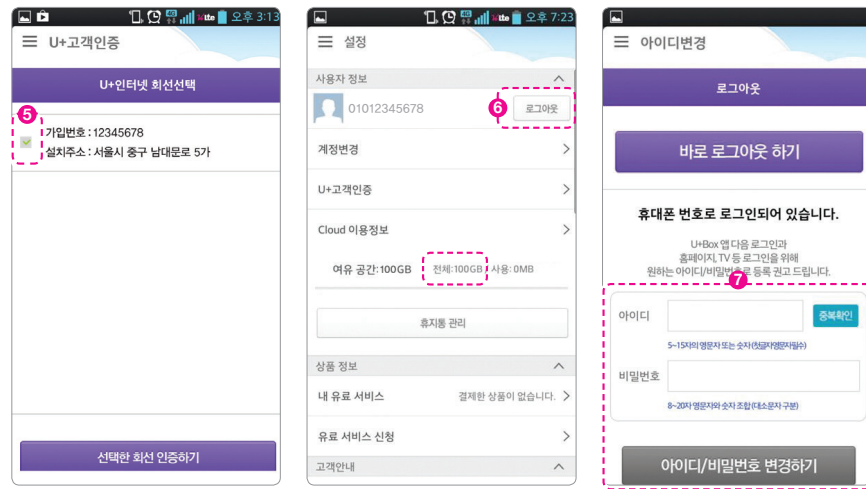 오후 3:13
U+고객인증
U+인터넷 회선선택
5
가입번호 : 12345678
설치주소 : 서울시 중구 남대문로 5가
선택한 회선 인증하기
4G
LTE
오후 7:23
설정
사용자 정보
01012345678
6
로그아웃
계정변경
U+고객인증
Cloud 이용정보
여유 공간:100GB 전체:100GB 사용: 0MB
휴지통 관리
상품 정보
내 유료 서비스 결제한 상품이 없습니다.
유료 서비스 신청
고객안내
아이디변경
로그아웃
바로 로그아웃 하기
휴대폰 번호로 로그인되어 있습니다.
U+Box 앱 다음 로그인과
홈페이지, TV 등 로그인을 위해
원하는 아이디/비밀번호로 등록 권고 드립니다.
7
아이디 중복확인
5~15자의 영문자 또는 숫자(첫글자영문자필수)
비밀번호
8~20자 영문자와 숫자 조합(대소문자 구분)
아이디/비밀번호 변경하기